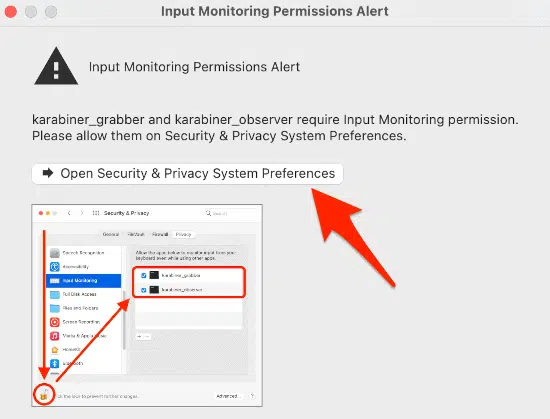 Input Monitoring Permissions Alert
Input Monitoring Permissions Alert
karabiner_grabber and karabiner_observer require Input Monitoring permission.
Please allow them on Security & Privacy System Preferences.
Open Security & Privacy System Preferences
Security & Privacy
Search
General FileVault Firewall Privacy
Speech Recognition
Accessibility
Input Monitoring
Full Disk Access
Files and Folders
Screen Recording
Media & Apple Music
HomeKit
Bluetooth
Allow the apps below to monitor input from your
keyboard even while using other apps.
karabiner_grabber
karabiner_observer
the lock to prevent further changes.
Advanced...
?